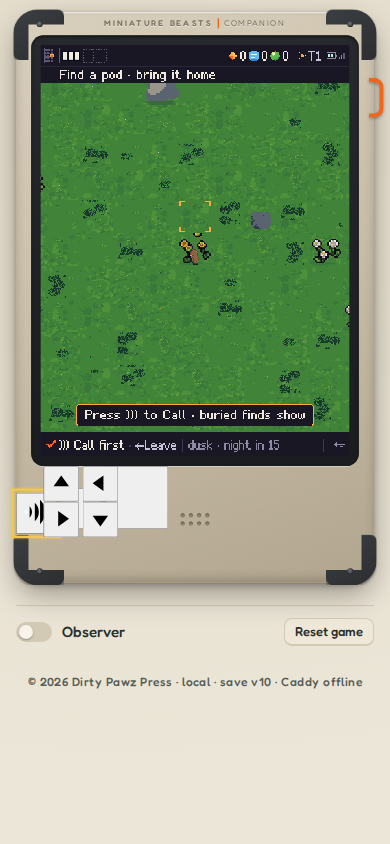 MINIATURE BEASTS | COMPANION
0 0 0 T1
Find a pod · bring it home
Press ))) to Call · buried finds show
))) Call first · ←Leave | dusk · night in 15
Observer
Reset game
© 2026 Dirty Pawz Press · local · save v10 · Caddy offline